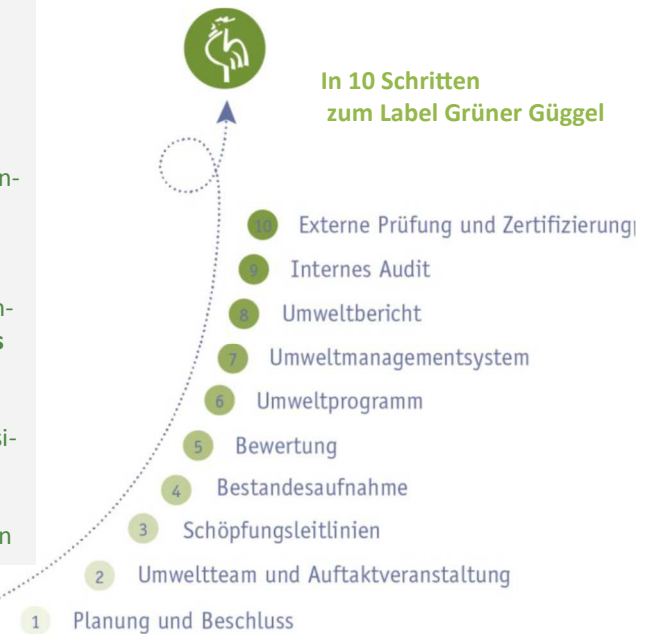 In 10 Schritten
zum Label Grüner Güggel
10 Externe Prüfung und Zertifizierung
9 Internes Audit
8 Umweltbericht
7 Umweltmanagementsystem
6 Umweltprogramm
5 Bewertung
4 Bestandesaufnahme
3 Schöpfungsleitlinien
2 Umweltteam und Auftaktveranstaltung
1 Planung und Beschluss